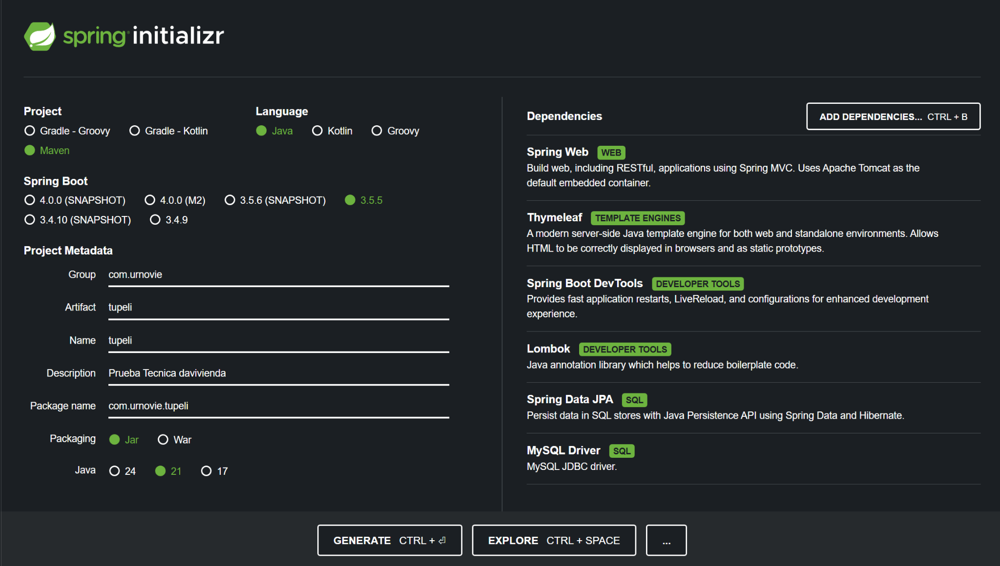 spring initializr
Project
Gradle - Groovy Gradle - Kotlin
Maven
Language
Java Kotlin Groovy
Spring Boot
4.0.0 (SNAPSHOT) 4.0.0 (M2) 3.5.6 (SNAPSHOT) 3.5.5
3.4.10 (SNAPSHOT) 3.4.9
Project Metadata
Group com.urnovie
Artifact tupeli
Name tupeli
Description Prueba Tecnica davivienda
Package name com.urnovie.tupeli
Packaging Jar War
Java 24 21 17
Dependencies ADD DEPENDENCIES... CTRL + B
Spring Web WEB
Build web, including RESTful, applications using Spring MVC. Uses Apache Tomcat as the
default embedded container.
Thymeleaf TEMPLATE ENGINES
A modern server-side Java template engine for both web and standalone environments. Allows
HTML to be correctly displayed in browsers and as static prototypes.
Spring Boot DevTools DEVELOPER TOOLS
Provides fast application restarts, LiveReload, and configurations for enhanced development
experience.
Lombok DEVELOPER TOOLS
Java annotation library which helps to reduce boilerplate code.
Spring Data JPA SQL
Persist data in SQL stores with Java Persistence API using Spring Data and Hibernate.
MySQL Driver SQL
MySQL JDBC driver.
GENERATE CTRL + ⏎ EXPLORE CTRL + SPACE ...